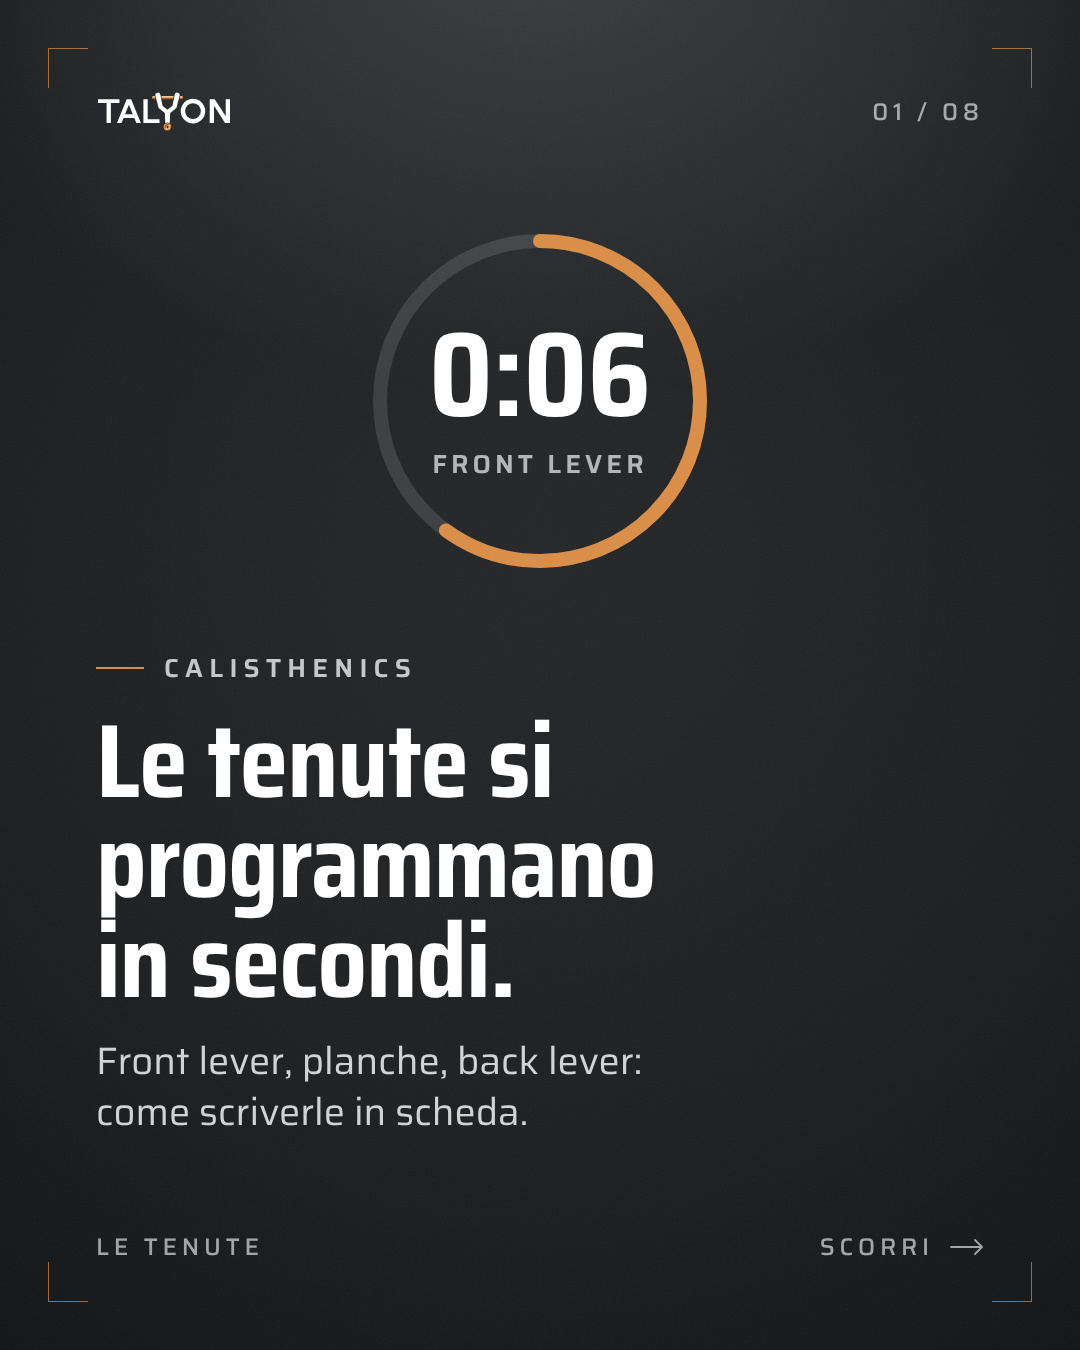 TALYON
01 / 08
0:06
FRONT LEVER
CALISTHENICS
Le tenute si
programmano
in secondi.
Front lever, planche, back lever:
come scriverle in scheda.
LE TENUTE
SCORRI →